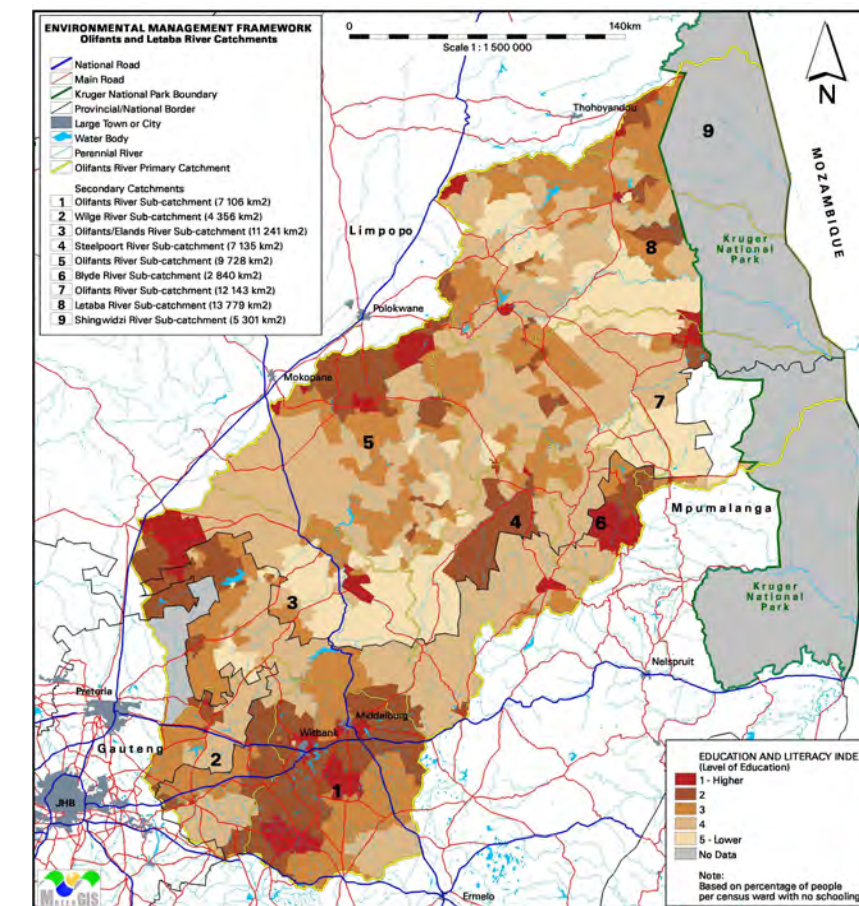 ENVIRONMENTAL MANAGEMENT FRAMEWORK
Olifants and Letaba River Catchments
National Road
Main Road
Kruger National Park Boundary
Provincial/National Border
Large Town or City
Water Body
Perennial River
Olifants River Primary Catchment
Secondary Catchments
1 Olifants River Sub-catchment (7 106 km2)
2 Wilge River Sub-catchment (4 356 km2)
3 Olifants/Elands River Sub-catchment (11 241 km2)
4 Steelpoort River Sub-catchment (7 135 km2)
5 Olifants River Sub-catchment (9 728 km2)
6 Blyde River Sub-catchment (2 840 km2)
7 Olifants River Sub-catchment (12 143 km2)
8 Letaba River Sub-catchment (13 779 km2)
9 Shingwidzi River Sub-catchment (5 301 km2)
0 140km
Scale 1 : 1 500 000
N
Thohoyandou
9
MOZAMBIQUE
Limpopo
8
Kruger
National
Park
Polokwane
Mokopane
7
5
4
6
Mpumalanga
Kruger
National
Park
3
Nelspruit
Pretoria
Middelburg
Witbank
Gauteng
2
1
JHB
Ermelo
EDUCATION AND LITERACY INDEX
(Level of Education)
1 - Higher
2
3
4
5 - Lower
No Data
Note:
Based on percentage of people
per census ward with no schooling